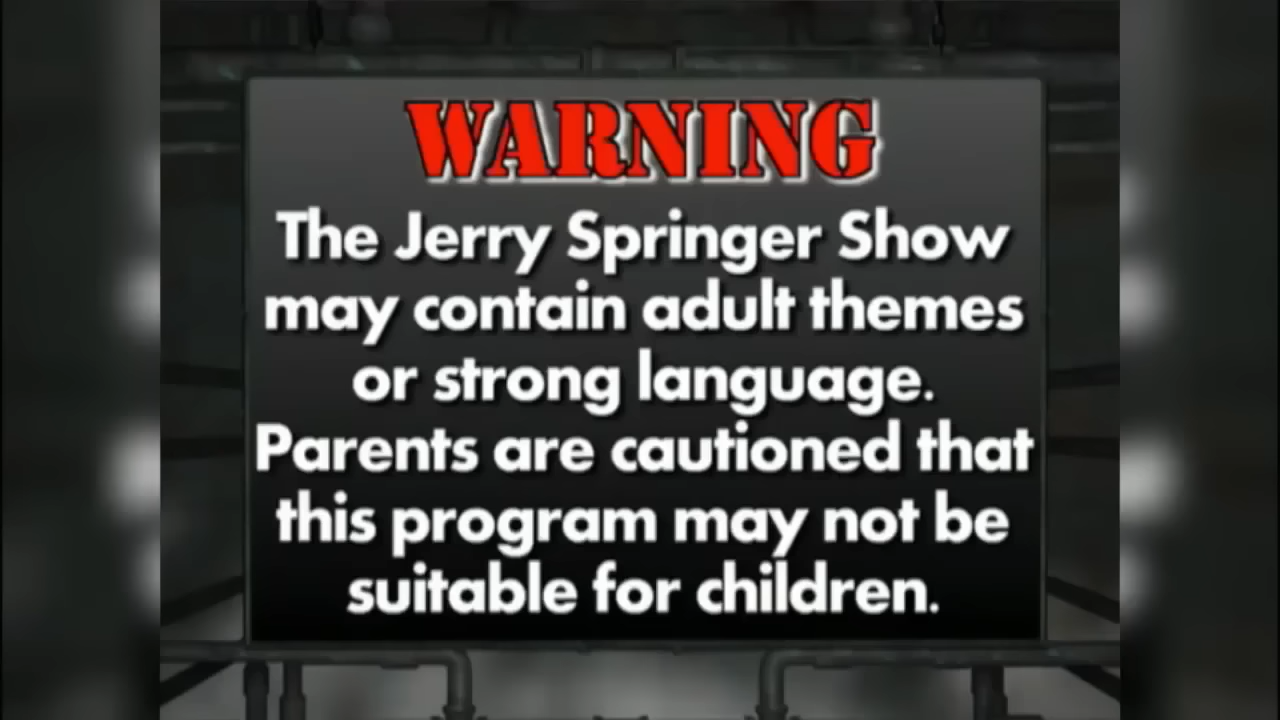 WARNING
The Jerry Springer Show
may contain adult themes
or strong language.
Parents are cautioned that
this program may not be
suitable for children.